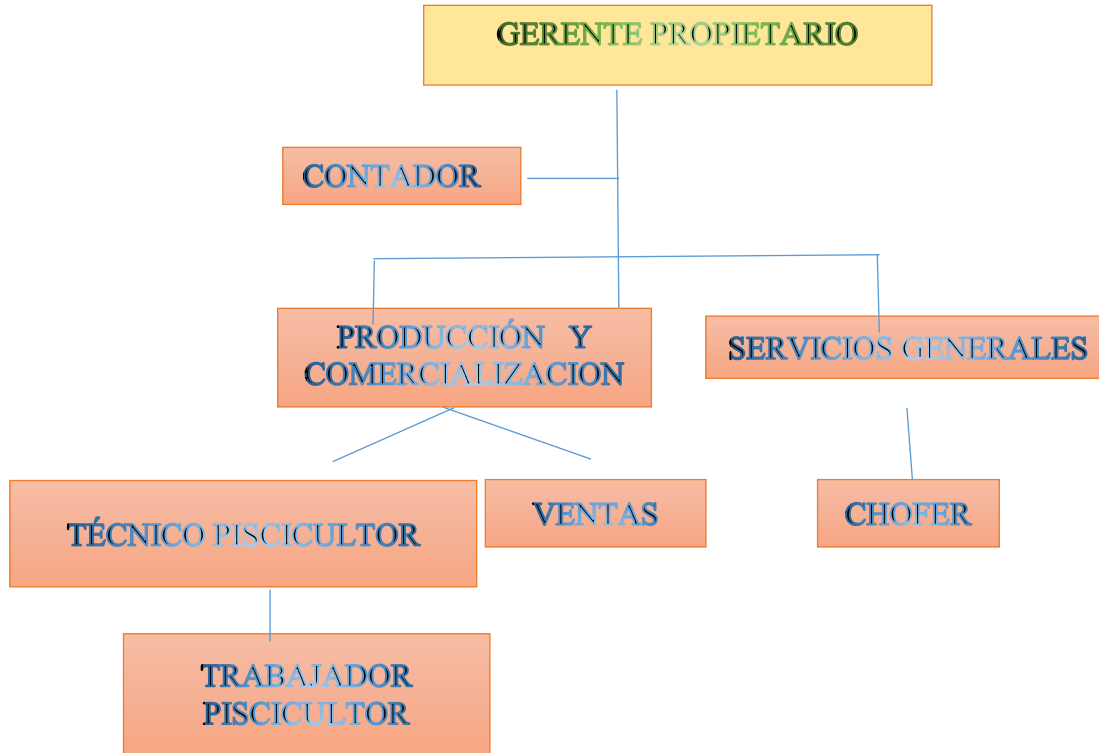 GERENTE PROPIETARIO
CONTADOR
PRODUCCIÓN Y
COMERCIALIZACION
SERVICIOS GENERALES
TÉCNICO PISCICULTOR
VENTAS
CHOFER
TRABAJADOR
PISCICULTOR